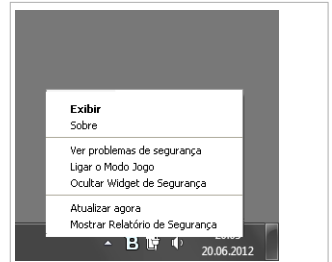 Exibir
Sobre
Ver problemas de segurança
Ligar o Modo Jogo
Ocultar Widget de Segurança
Atualizar agora
Mostrar Relatório de Segurança
B
20.06.2012